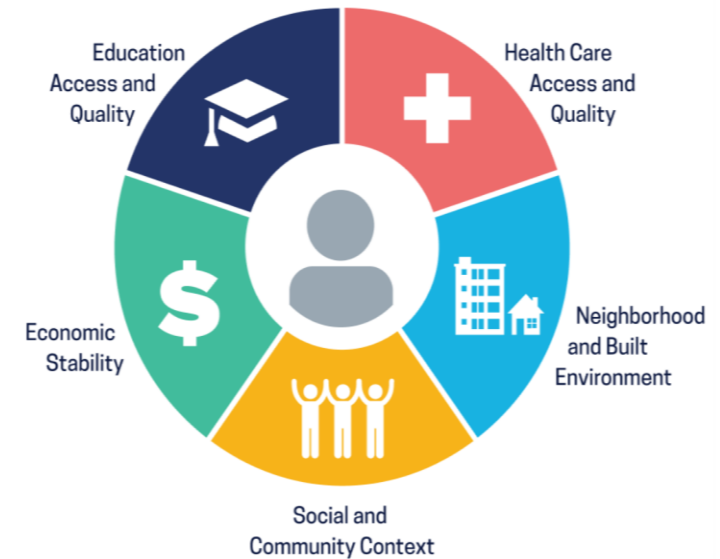 Education
Access and
Quality
Health Care
Access and
Quality
$
Economic
Stability
Neighborhood
and Built
Environment
Social and
Community Context